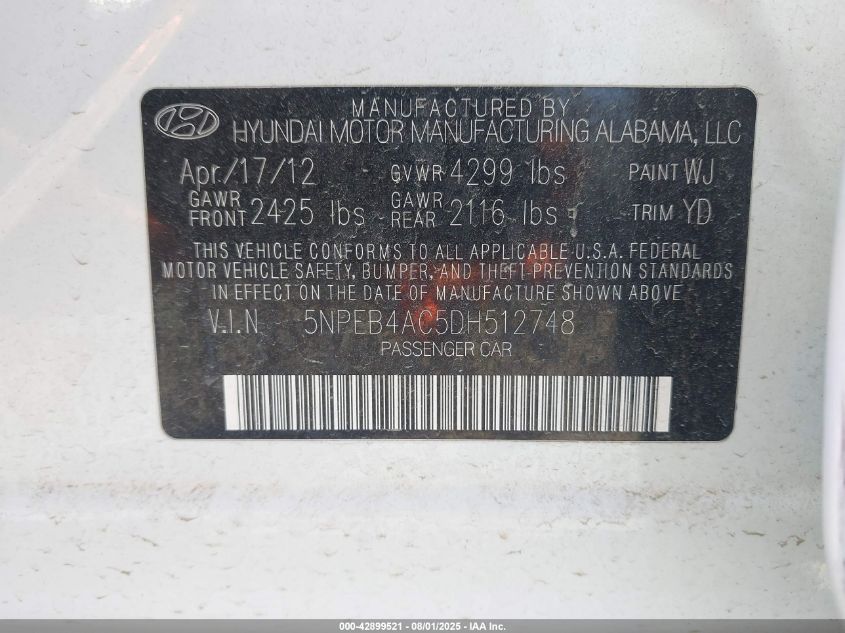 MANUFACTURED BY
HYUNDAI MOTOR MANUFACTURING ALABAMA, LLC
Apr/17/12 GVWR 4299 lbs PAINT WJ
GAWR FRONT 2425 lbs GAWR REAR 2116 lbs TRIM YD
THIS VEHICLE CONFORMS TO ALL APPLICABLE U.S.A. FEDERAL
MOTOR VEHICLE SAFETY, BUMPER, AND THEFT PREVENTION STANDARDS
IN EFFECT ON THE DATE OF MANUFACTURE SHOWN ABOVE
V.I.N 5NPEB4AC5DH512748
PASSENGER CAR
000-42899521 - 08/01/2025 - IAA Inc.